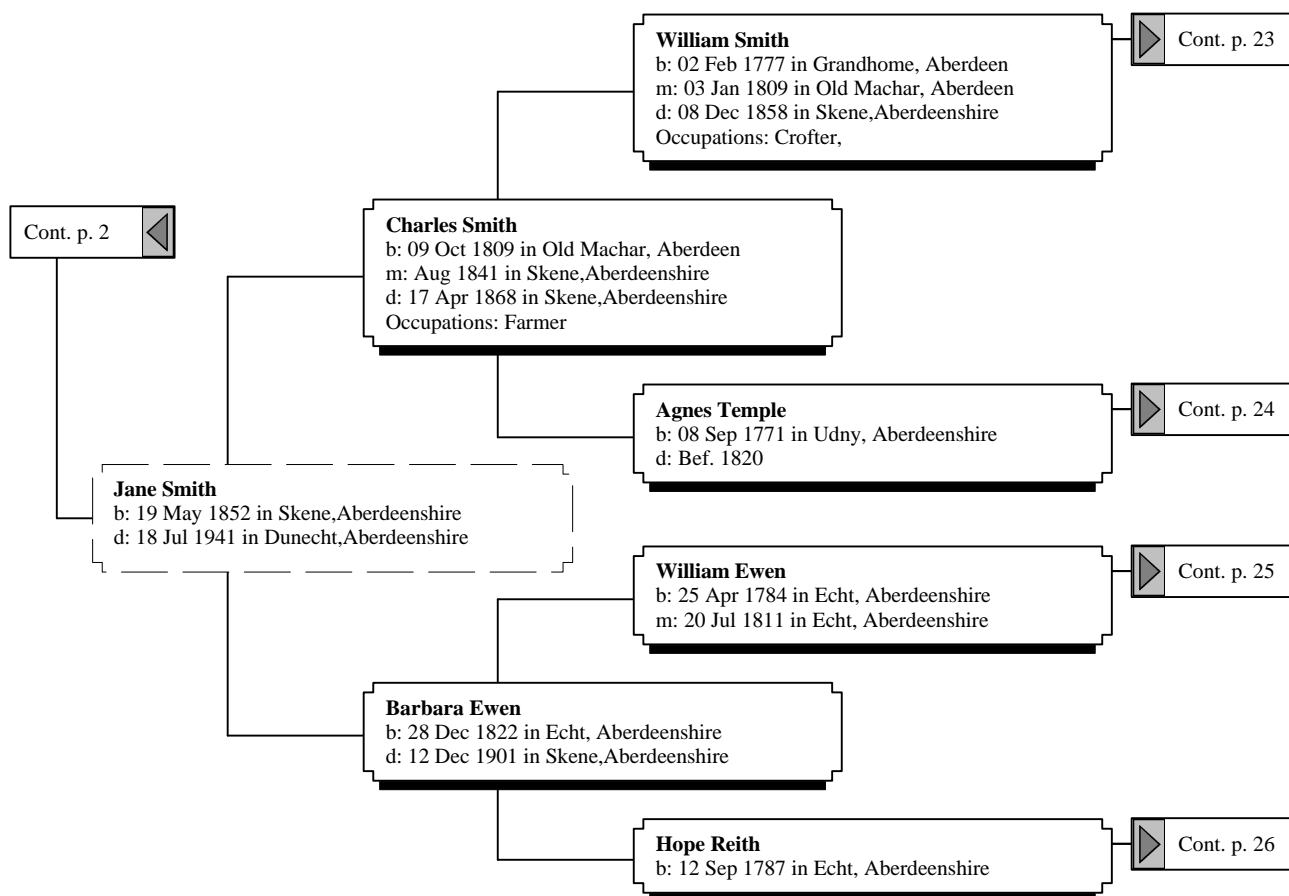 William Smith
b: 02 Feb 1777 in Grandhome, Aberdeen
m: 03 Jan 1809 in Old Machar, Aberdeen
d: 08 Dec 1858 in Skene,Aberdeenshire
Occupations: Crofter,
Cont. p. 23
Charles Smith
b: 09 Oct 1809 in Old Machar, Aberdeen
m: Aug 1841 in Skene,Aberdeenshire
d: 17 Apr 1868 in Skene,Aberdeenshire
Occupations: Farmer
Cont. p. 2
Agnes Temple
b: 08 Sep 1771 in Udny, Aberdeenshire
d: Bef. 1820
Cont. p. 24
Jane Smith
b: 19 May 1852 in Skene,Aberdeenshire
d: 18 Jul 1941 in Dunecht,Aberdeenshire
William Ewen
b: 25 Apr 1784 in Echt, Aberdeenshire
m: 20 Jul 1811 in Echt, Aberdeenshire
Cont. p. 25
Barbara Ewen
b: 28 Dec 1822 in Echt, Aberdeenshire
d: 12 Dec 1901 in Skene,Aberdeenshire
Hope Reith
b: 12 Sep 1787 in Echt, Aberdeenshire
Cont. p. 26